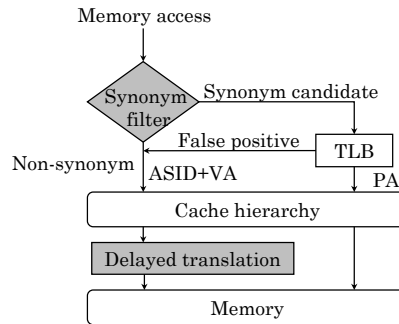 Memory access
Synonym
filter
Synonym candidate
False positive
TLB
Non-synonym
ASID+VA
PA
Cache hierarchy
Delayed translation
Memory